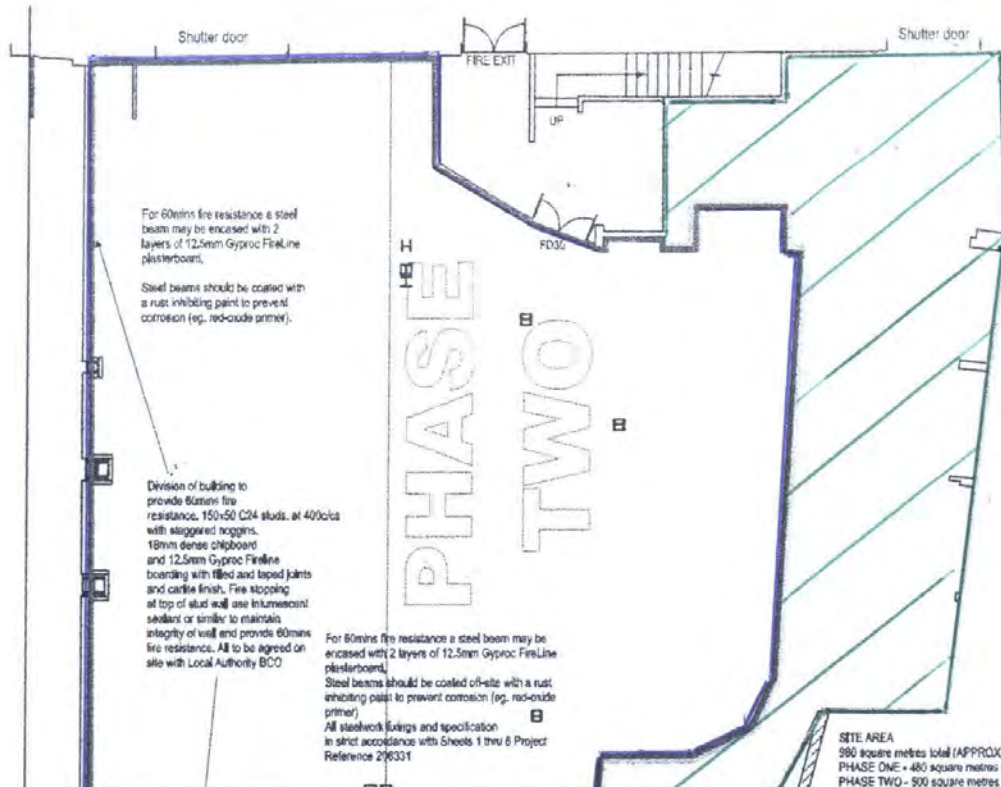 Shutter door
Shutter door
FIRE EXIT
UP
For 60mins fire resistance a steel
beam may be encased with 2
layers of 12.5mm Gyproc FireLine
plasterboard.
Steel beams should be coated with
a rust inhibiting paint to prevent
corrosion (eg. red-oxide primer).
FD30
PHASE
TWO
Division of building to
provide 60mins fire
resistance. 150x50 C24 studs. at 400c/cs
with staggered noggins.
18mm dense chipboard
and 12.5mm Gyproc Fireline
boarding with filled and taped joints
and carlite finish. Fire stopping
at top of stud wall use intumescent
sealant or similar to maintain
integrity of wall and provide 60mins
fire resistance. All to be agreed on
site with Local Authority BCO
For 60mins fire resistance a steel beam may be
encased with 2 layers of 12.5mm Gyproc FireLine
plasterboard.
Steel beams should be coated off-site with a rust
inhibiting paint to prevent corrosion (eg. red-oxide
primer)
All steelwork fixings and specification
in strict accordance with Sheets 1 thru 6 Project
Reference 206331
SITE AREA
980 square metres total (APPROX
PHASE ONE - 480 square metres
PHASE TWO - 500 square metres